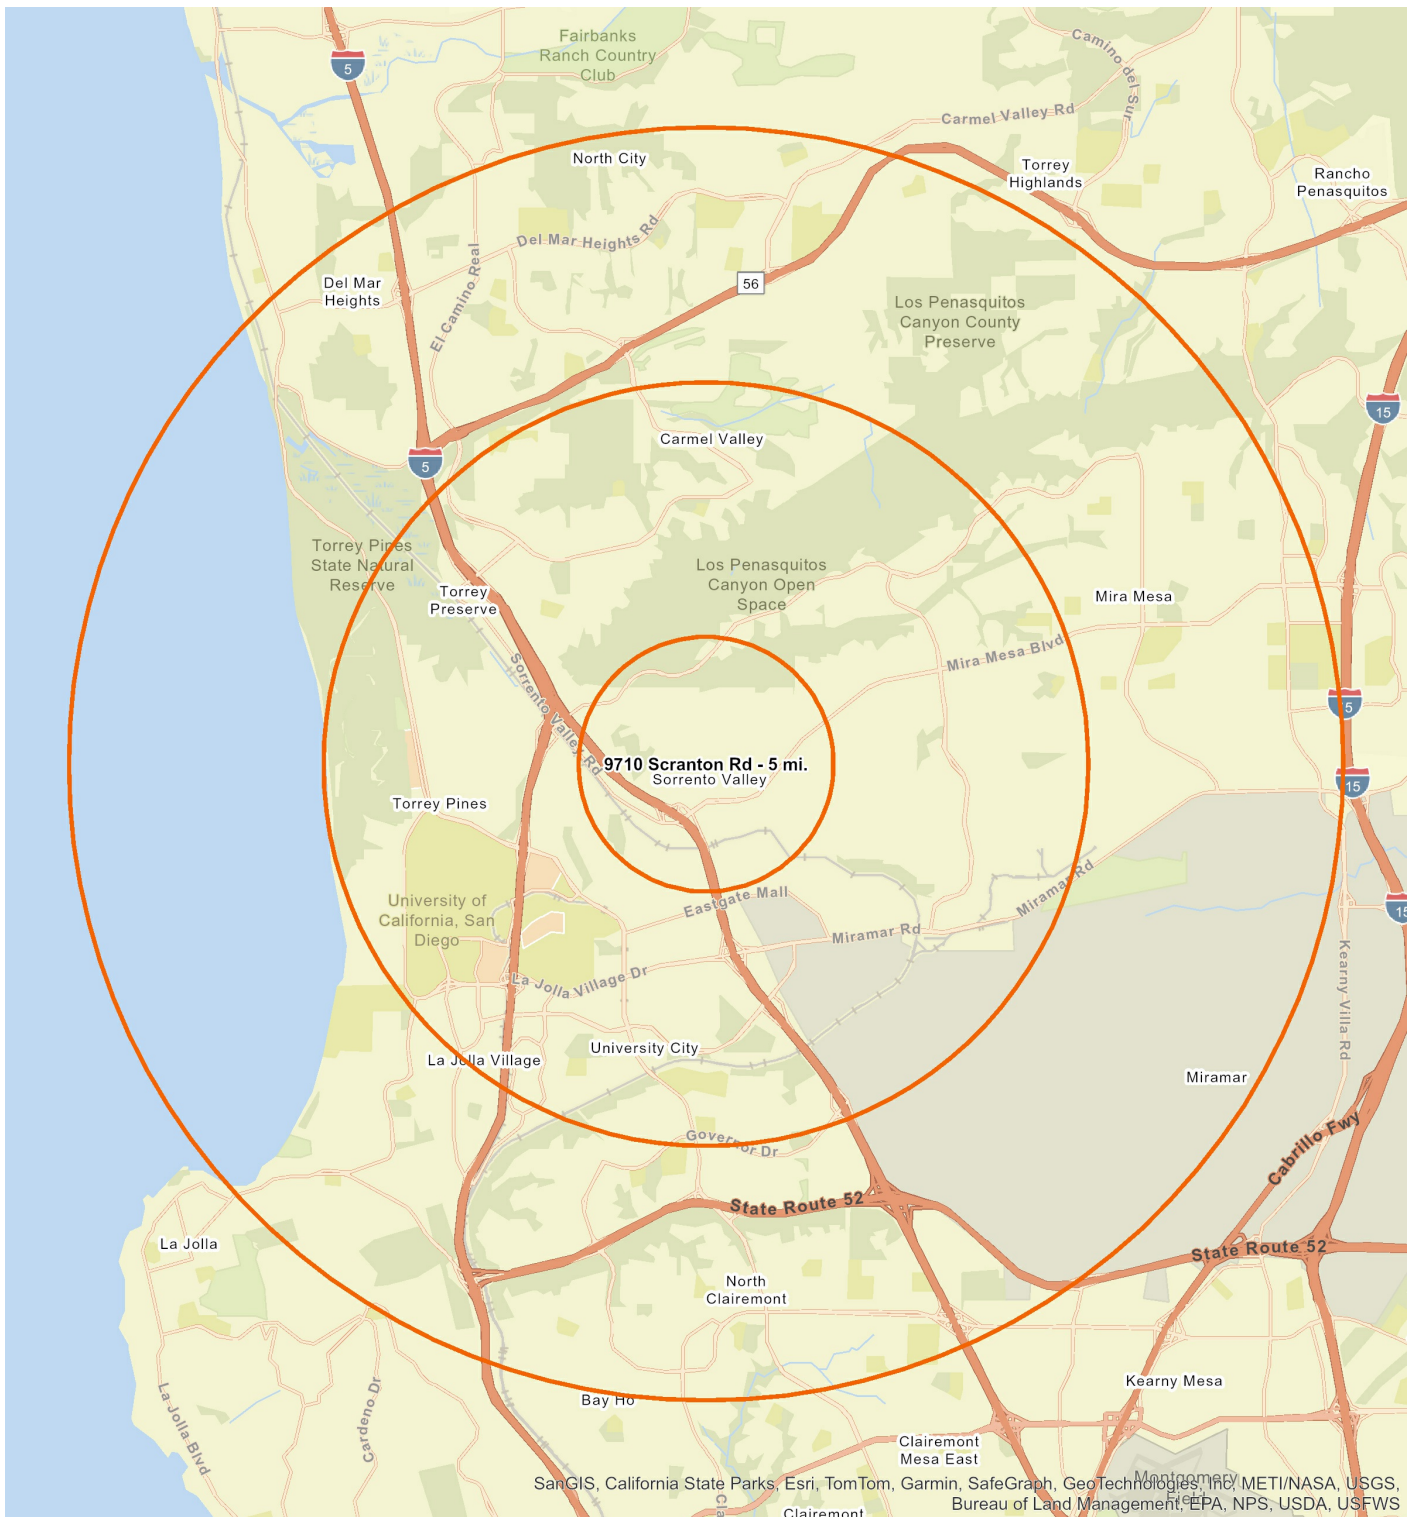 Fairbanks
Ranch Country
Club
5
Camino del Sur
Carmel Valley Rd
North City
Torrey
Highlands
Rancho
Penasquitos
Del Mar Heights Rd
El Camino Real
Del Mar
Heights
56
Los Penasquitos
Canyon County
Preserve
15
Carmel Valley
5
Torrey Pines
State Natural
Reserve
Los Penasquitos
Canyon Open
Space
Torrey
Preserve
Mira Mesa
Mira Mesa Blvd
Sorrento Valley Rd
9710 Scranton Rd - 5 mi.
Sorrento Valley
15
Torrey Pines
University of
California, San
Diego
Eastgate Mall
Miramar Rd
Miramar Rd
15
La Jolla Village Dr
Kearny Villa Rd
University City
La Jolla Village
Miramar
Governor Dr
Cabrillo Fwy
State Route 52
State Route 52
La Jolla
North
Clairemont
La Jolla Blvd
Cardeno Dr
Bay Ho
Kearny Mesa
Clairemont
Mesa East
Montgomery
Field
SanGIS, California State Parks, Esri, TomTom, Garmin, SafeGraph, GeoTechnologies, Inc, METI/NASA, USGS,
Bureau of Land Management, EPA, NPS, USDA, USFWS
Clairemont